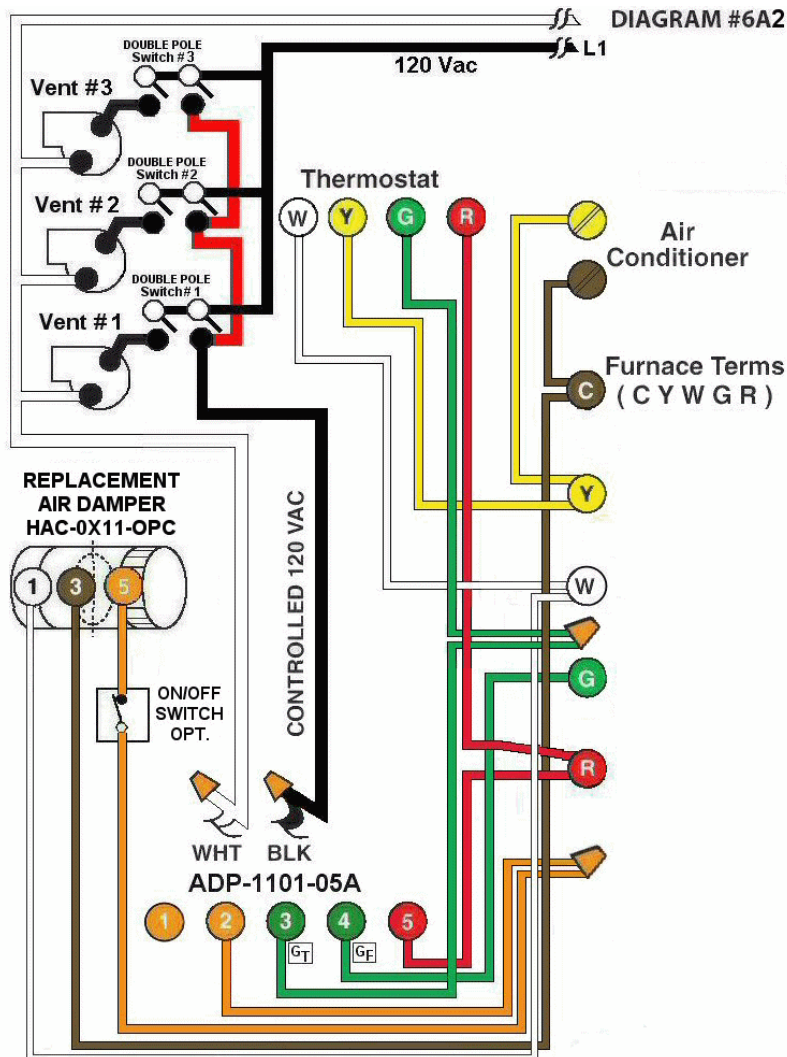 DIAGRAM #6A2
L1
120 Vac
DOUBLE POLE
Switch #3
Vent #3
DOUBLE POLE
Switch #2
Vent #2
DOUBLE POLE
Switch# 1
Vent #1
Thermostat
W
Y
G
R
Air
Conditioner
Furnace Terms
( C Y W G R )
C
Y
W
G
R
REPLACEMENT
AIR DAMPER
HAC-0X11-OPC
1
3
5
ON/OFF
SWITCH
OPT.
CONTROLLED 120 VAC
WHT
BLK
ADP-1101-05A
1
2
3
4
5
GT
GF